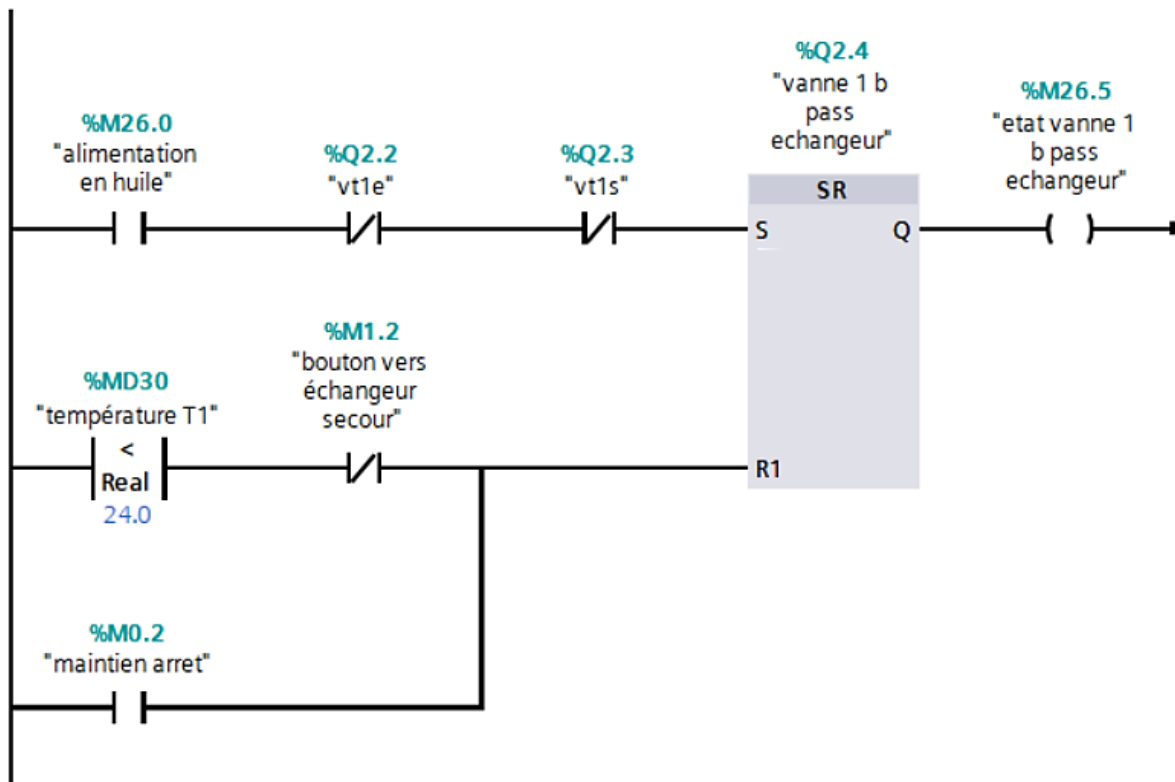 %Q2.4
"vanne 1 b
pass
echangeur"
%M26.5
"etat vanne 1
b pass
echangeur"
%M26.0
"alimentation
en huile"
%Q2.2
"vt1e"
%Q2.3
"vt1s"
SR
S
Q
%M1.2
"bouton vers
échangeur
secour"
%MD30
"température T1"
<
Real
24.0
R1
%M0.2
"maintien arret"